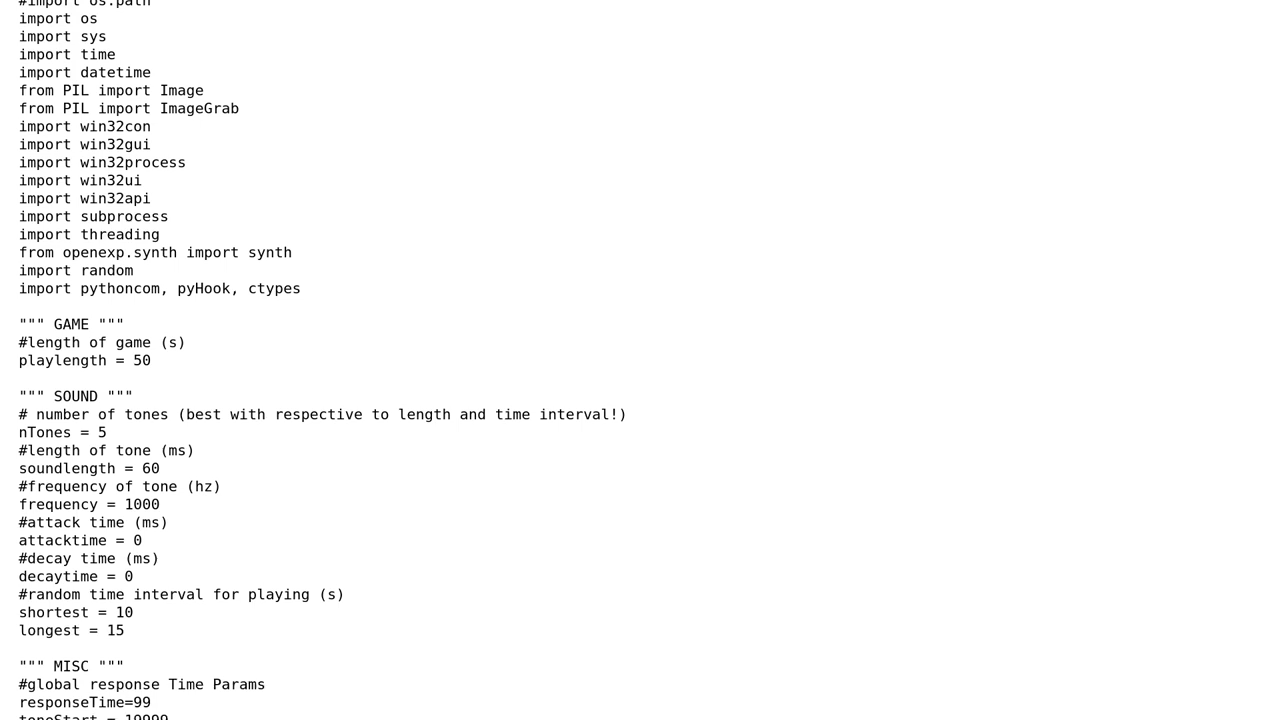 #import os.path
import os
import sys
import time
import datetime
from PIL import Image
from PIL import ImageGrab
import win32con
import win32gui
import win32process
import win32ui
import win32api
import subprocess
import threading
from openexp.synth import synth
import random
import pythoncom, pyHook, ctypes
""" GAME """
#length of game (s)
playlength = 50
""" SOUND """
# number of tones (best with respective to length and time interval!)
nTones = 5
#length of tone (ms)
soundlength = 60
#frequency of tone (hz)
frequency = 1000
#attack time (ms)
attacktime = 0
#decay time (ms)
decaytime = 0
#random time interval for playing (s)
shortest = 10
longest = 15
""" MISC """
#global response Time Params
responseTime=99
toneStart = 19999